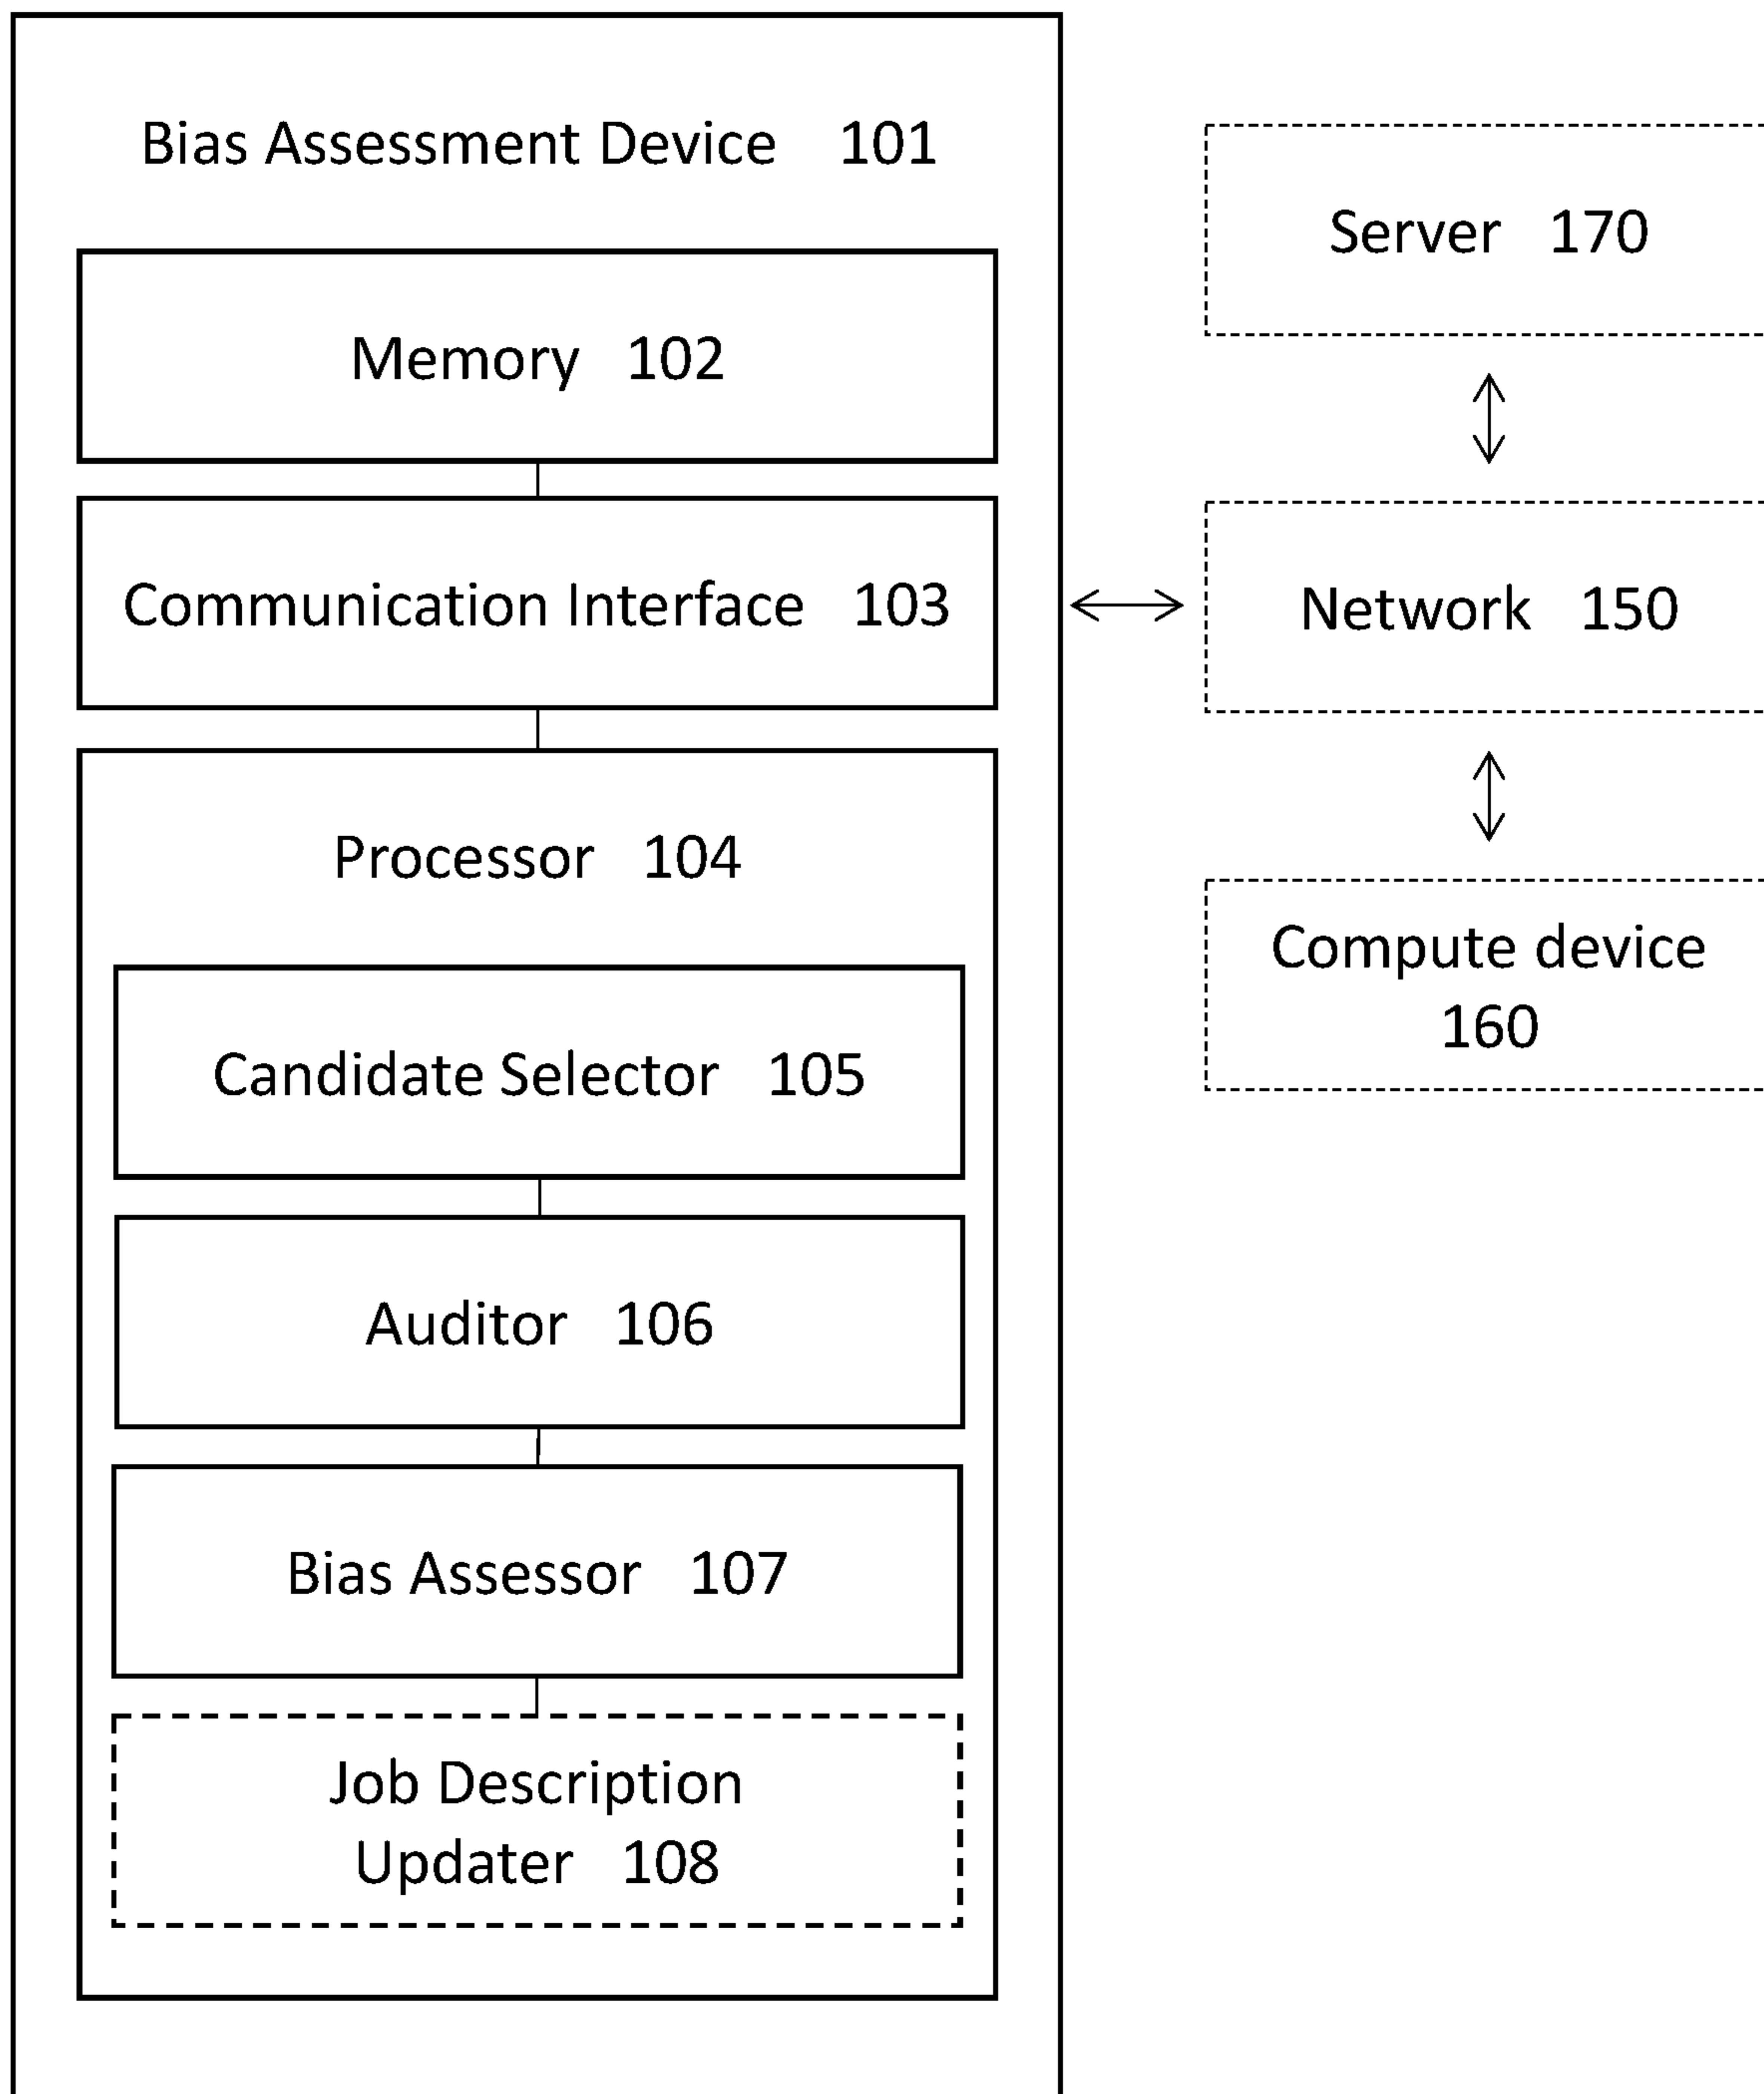 Bias Assessment Device 101
Memory 102
Communication Interface 103
Processor 104
Candidate Selector 105
Auditor 106
Bias Assessor 107
Job Description
Updater 108
Server 170
Network 150
Compute device
160